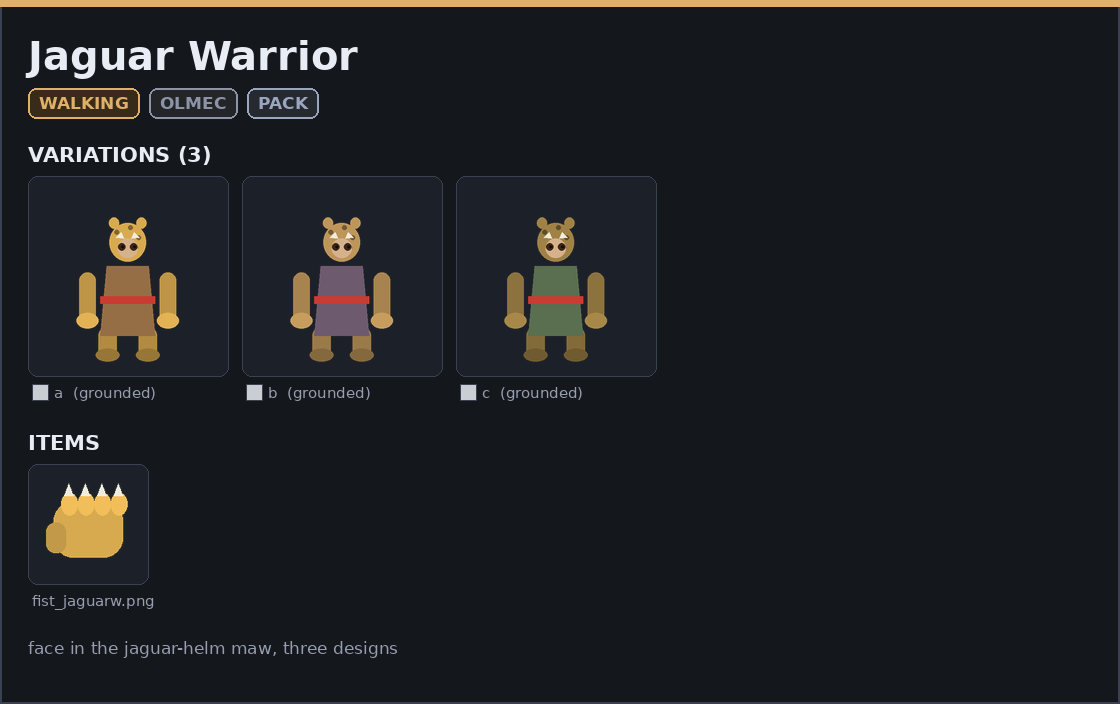 Jaguar Warrior
WALKING OLMEC PACK
VARIATIONS (3)
a (grounded) b (grounded) c (grounded)
ITEMS
fist_jaguarw.png
face in the jaguar-helm maw, three designs